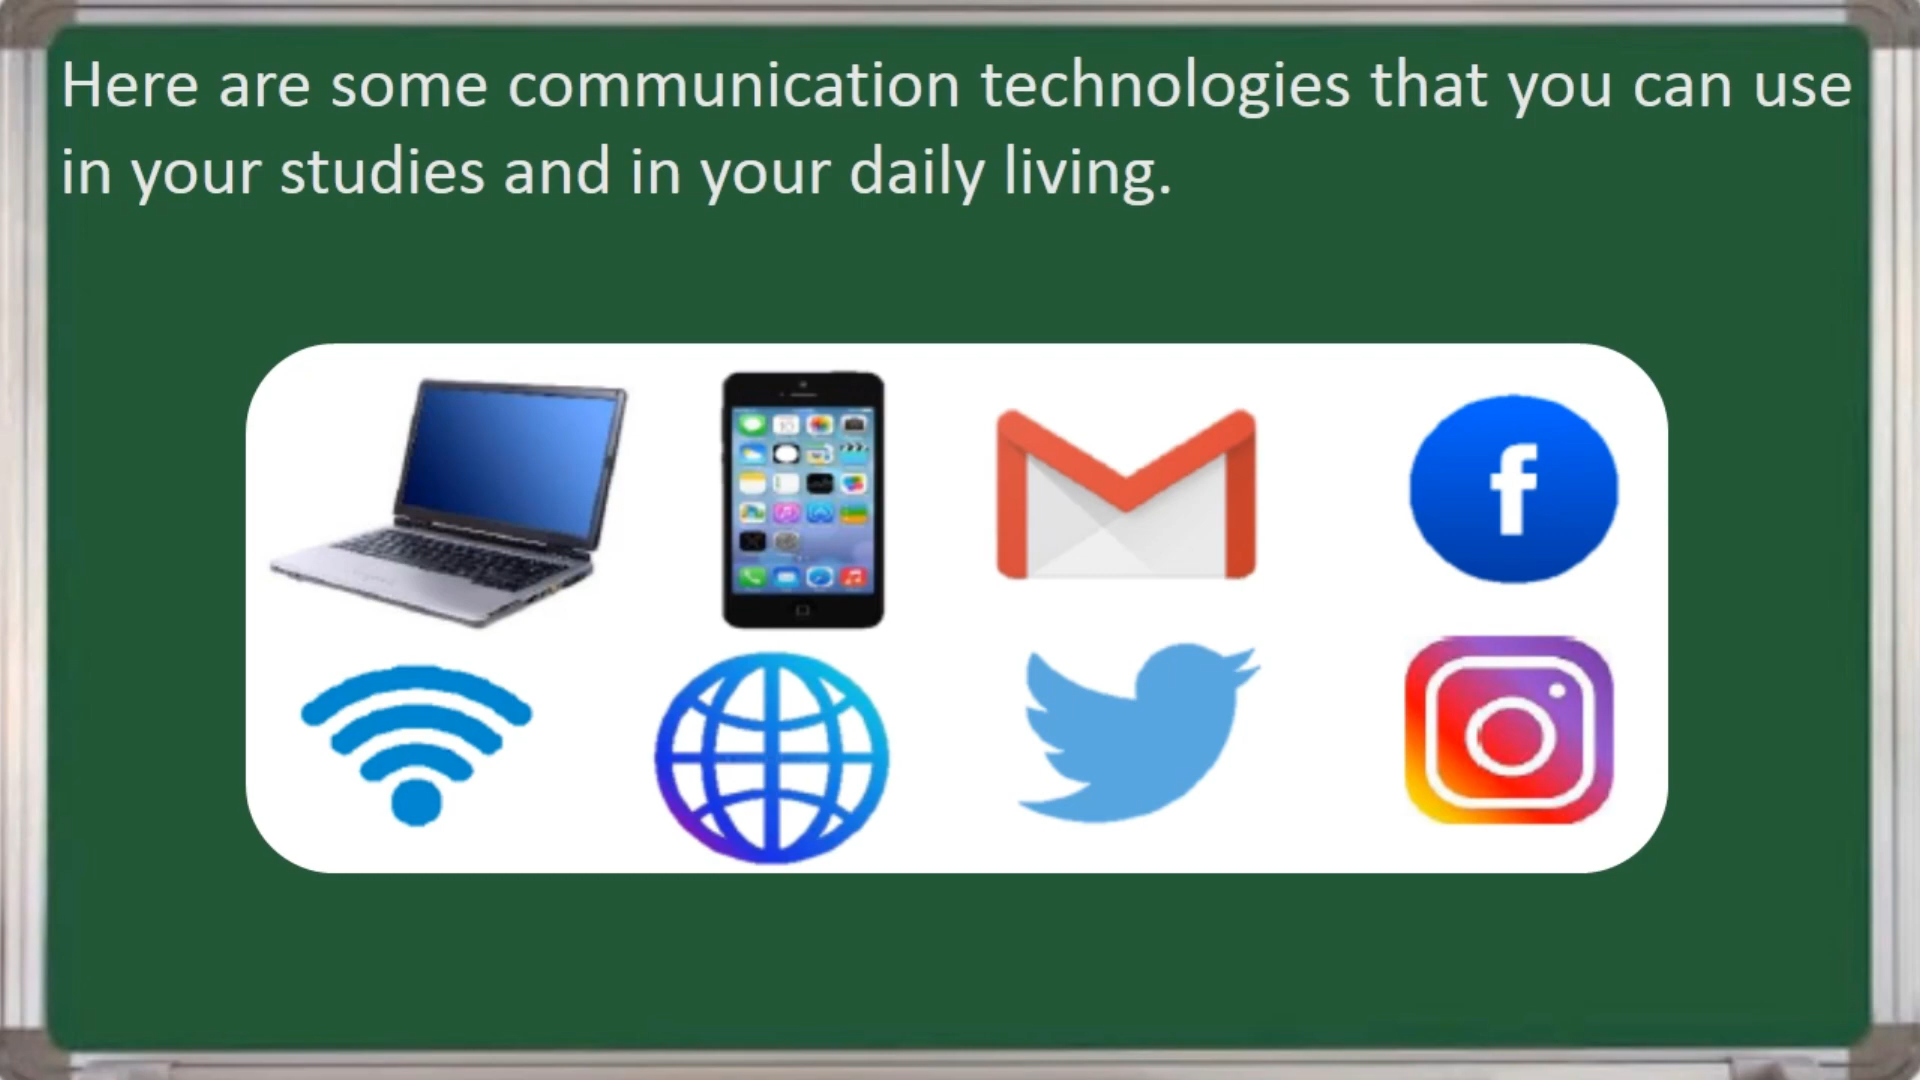 Here are some communication technologies that you can use
in your studies and in your daily living.
f